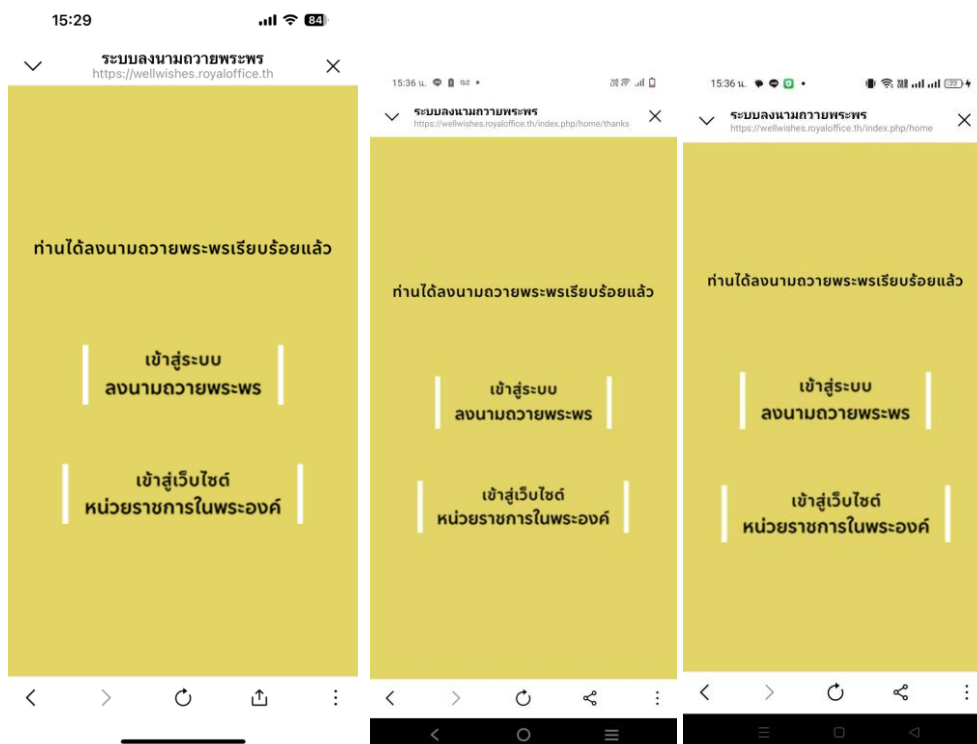 15:29
84
ระบบลงนามถวายพระพร
https://wellwishes.royaloffice.th
ท่านได้ลงนามถวายพระพรเรียบร้อยแล้ว
เข้าสู่ระบบ
ลงนามถวายพระพร
เข้าสู่เว็บไซต์
หน่วยราชการในพระองค์
15:36 น.
ระบบลงนามถวายพระพร
https://wellwishes.royaloffice.th/index.php/home/thanks
ท่านได้ลงนามถวายพระพรเรียบร้อยแล้ว
เข้าสู่ระบบ
ลงนามถวายพระพร
เข้าสู่เว็บไซต์
หน่วยราชการในพระองค์
15:36 น.
ระบบลงนามถวายพระพร
https://wellwishes.royaloffice.th/index.php/home
ท่านได้ลงนามถวายพระพรเรียบร้อยแล้ว
เข้าสู่ระบบ
ลงนามถวายพระพร
เข้าสู่เว็บไซต์
หน่วยราชการในพระองค์